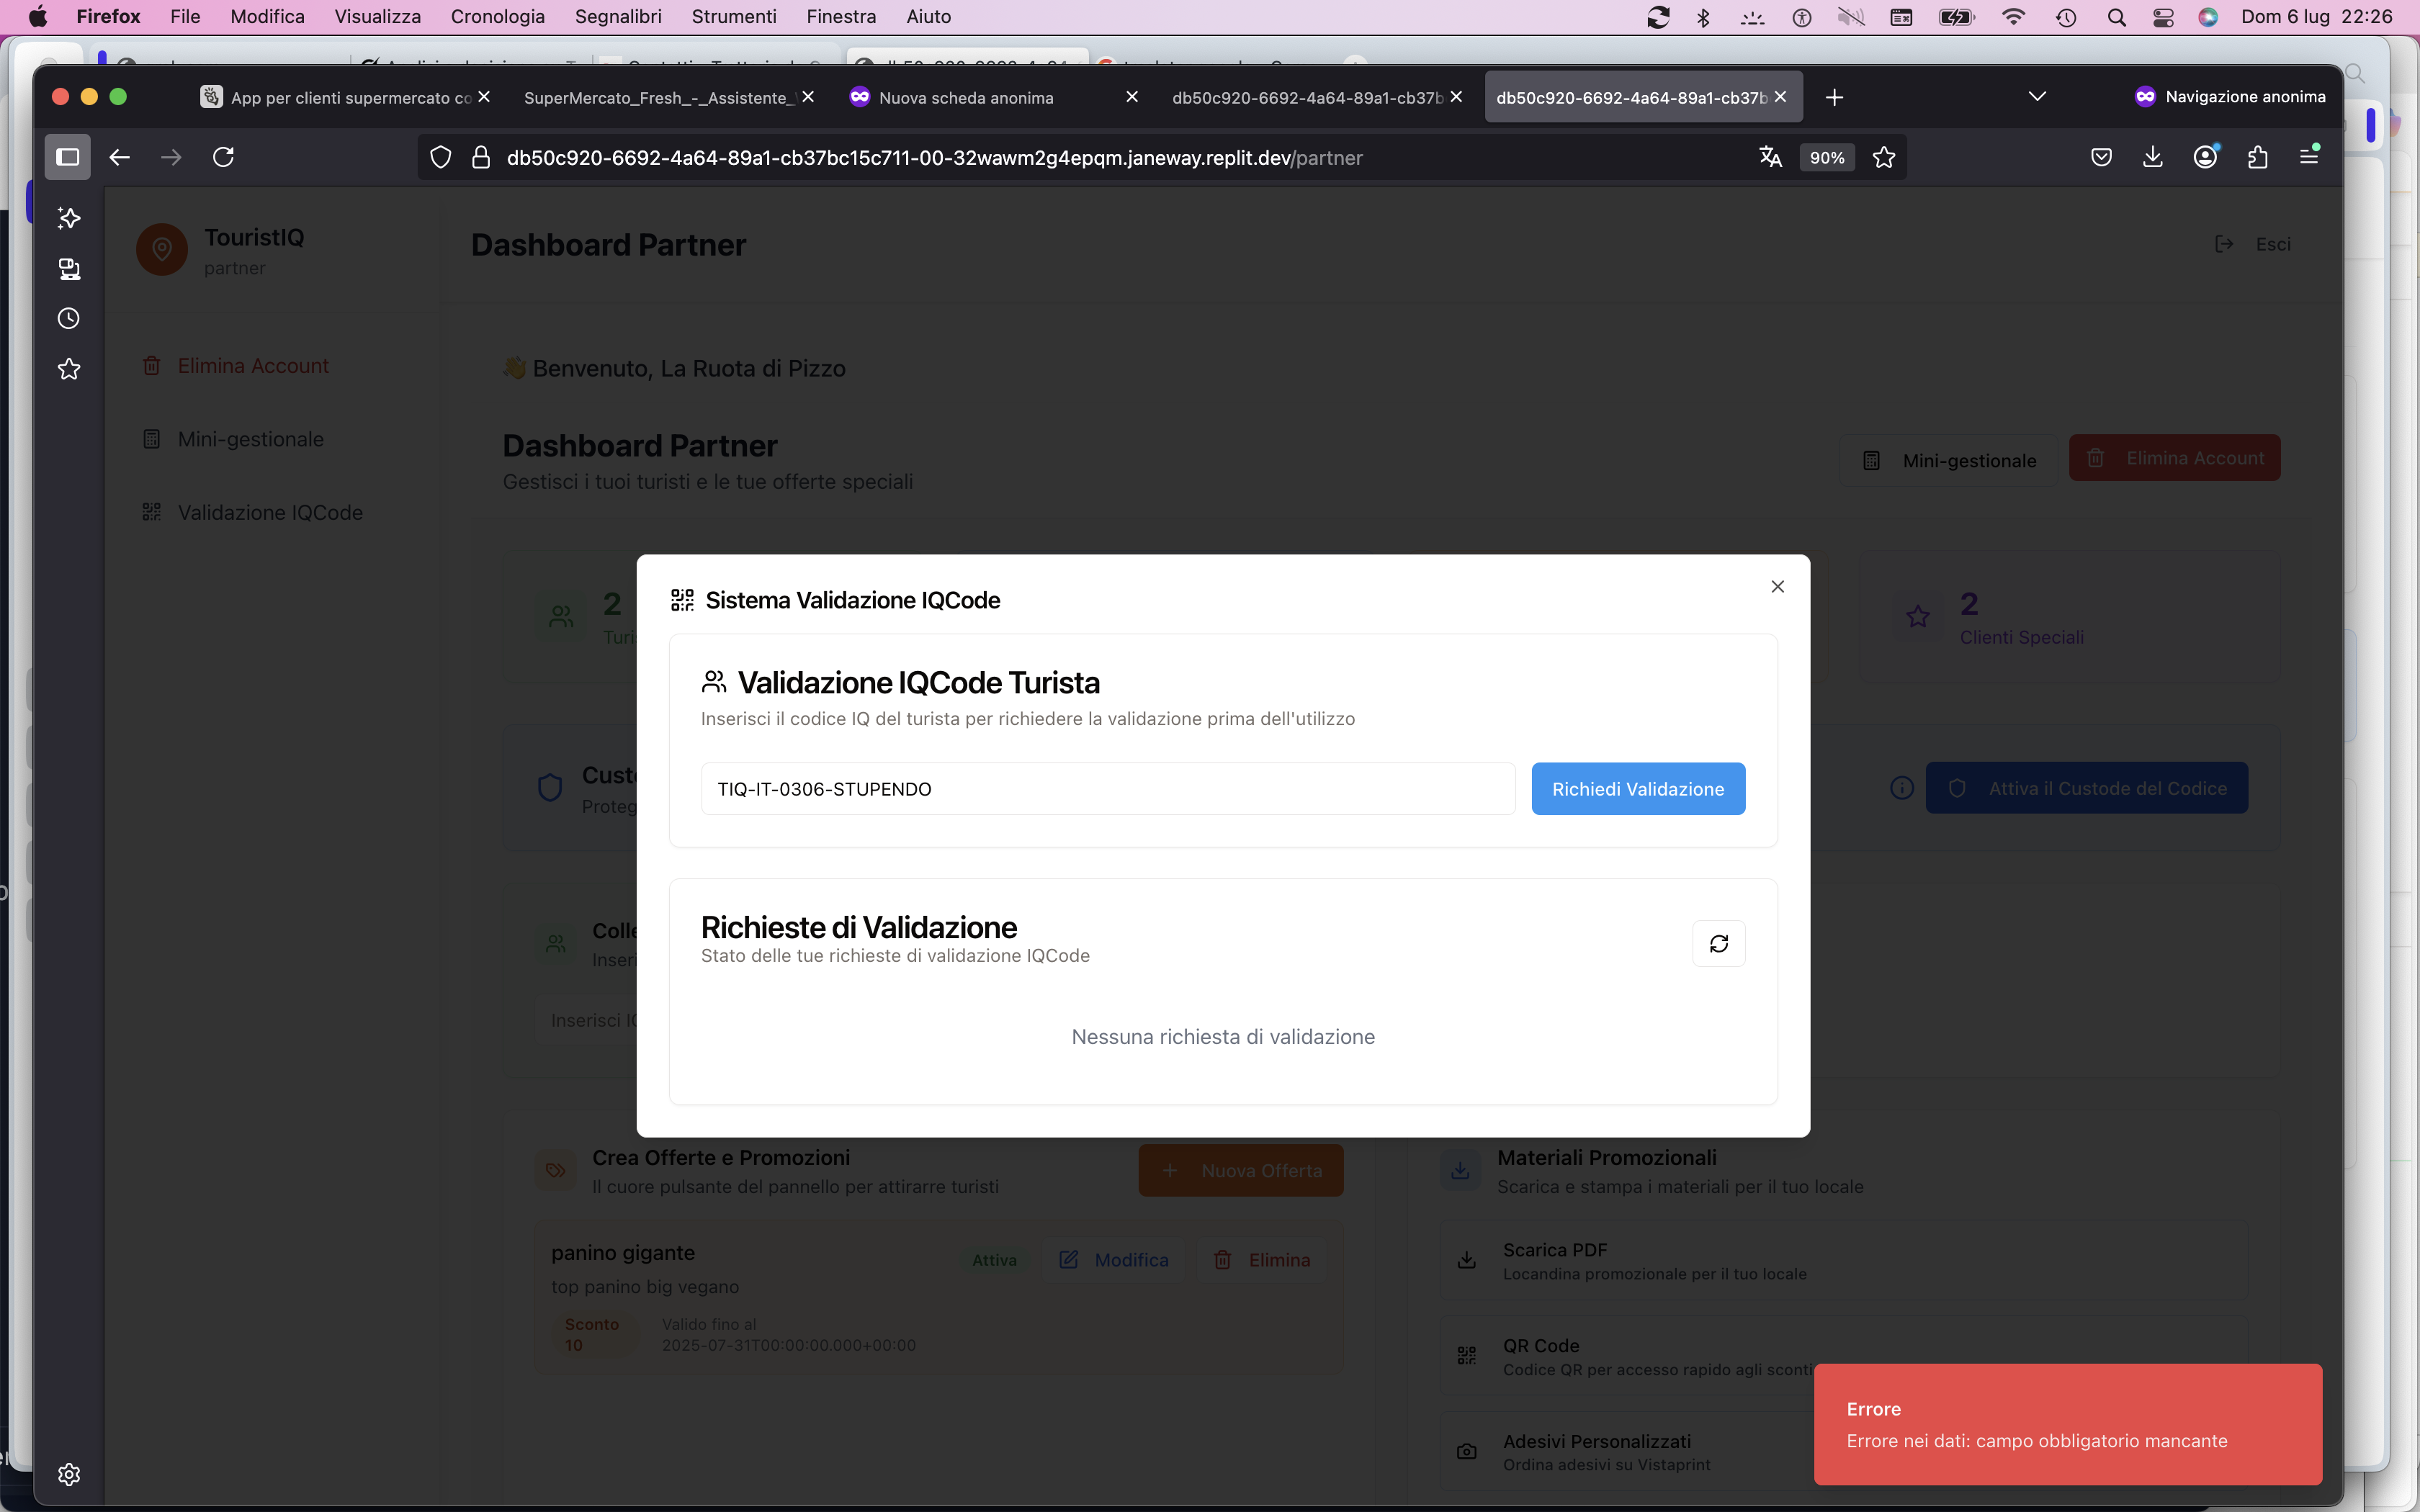 Firefox File Modifica Visualizza Cronologia Segnalibri Strumenti Finestra Aiuto
Dom 6 lug 22:26
App per clienti supermercato co
SuperMercato_Fresh_-_Assistente_
Nuova scheda anonima
db50c920-6692-4a64-89a1-cb37b
db50c920-6692-4a64-89a1-cb37b
Navigazione anonima
db50c920-6692-4a64-89a1-cb37bc15c711-00-32wawm2g4epqm.janeway.replit.dev/partner
90%
TouristIQ
partner
Dashboard Partner
Esci
Elimina Account
Mini-gestionale
Validazione IQCode
👋 Benvenuto, La Ruota di Pizzo
Dashboard Partner
Gestisci i tuoi turisti e le tue offerte speciali
Mini-gestionale
Elimina Account
2
Turis
2
Clienti Speciali
Custo
Proteg
Attiva il Custode del Codice
Colle
Inseri
Inserisci IQ
Sistema Validazione IQCode
Validazione IQCode Turista
Inserisci il codice IQ del turista per richiedere la validazione prima dell'utilizzo
TIQ-IT-0306-STUPENDO
Richiedi Validazione
Richieste di Validazione
Stato delle tue richieste di validazione IQCode
Nessuna richiesta di validazione
Crea Offerte e Promozioni
Il cuore pulsante del pannello per attirarre turisti
Nuova Offerta
panino gigante
Attiva
Modifica
Elimina
top panino big vegano
Sconto
10
Valido fino al
2025-07-31T00:00:00.000+00:00
Materiali Promozionali
Scarica e stampa i materiali per il tuo locale
Scarica PDF
Locandina promozionale per il tuo locale
QR Code
Codice QR per accesso rapido agli sconti
Adesivi Personalizzati
Ordina adesivi su Vistaprint
Errore
Errore nei dati: campo obbligatorio mancante